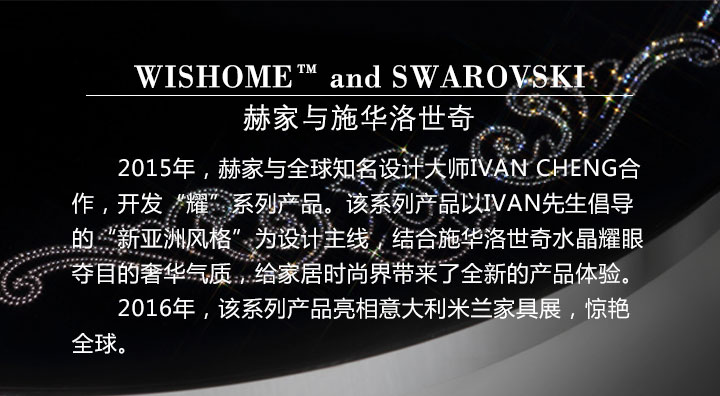 WISHOME™ and SWAROVSKI
赫家与施华洛世奇
2015年，赫家与全球知名设计大师IVAN CHENG合
作，开发“耀”系列产品。该系列产品以IVAN先生倡导
的“新亚洲风格”为设计主线，结合施华洛世奇水晶耀眼
夺目的奢华气质，给家居时尚界带来了全新的产品体验。
2016年，该系列产品亮相意大利米兰家具展，惊艳
全球。